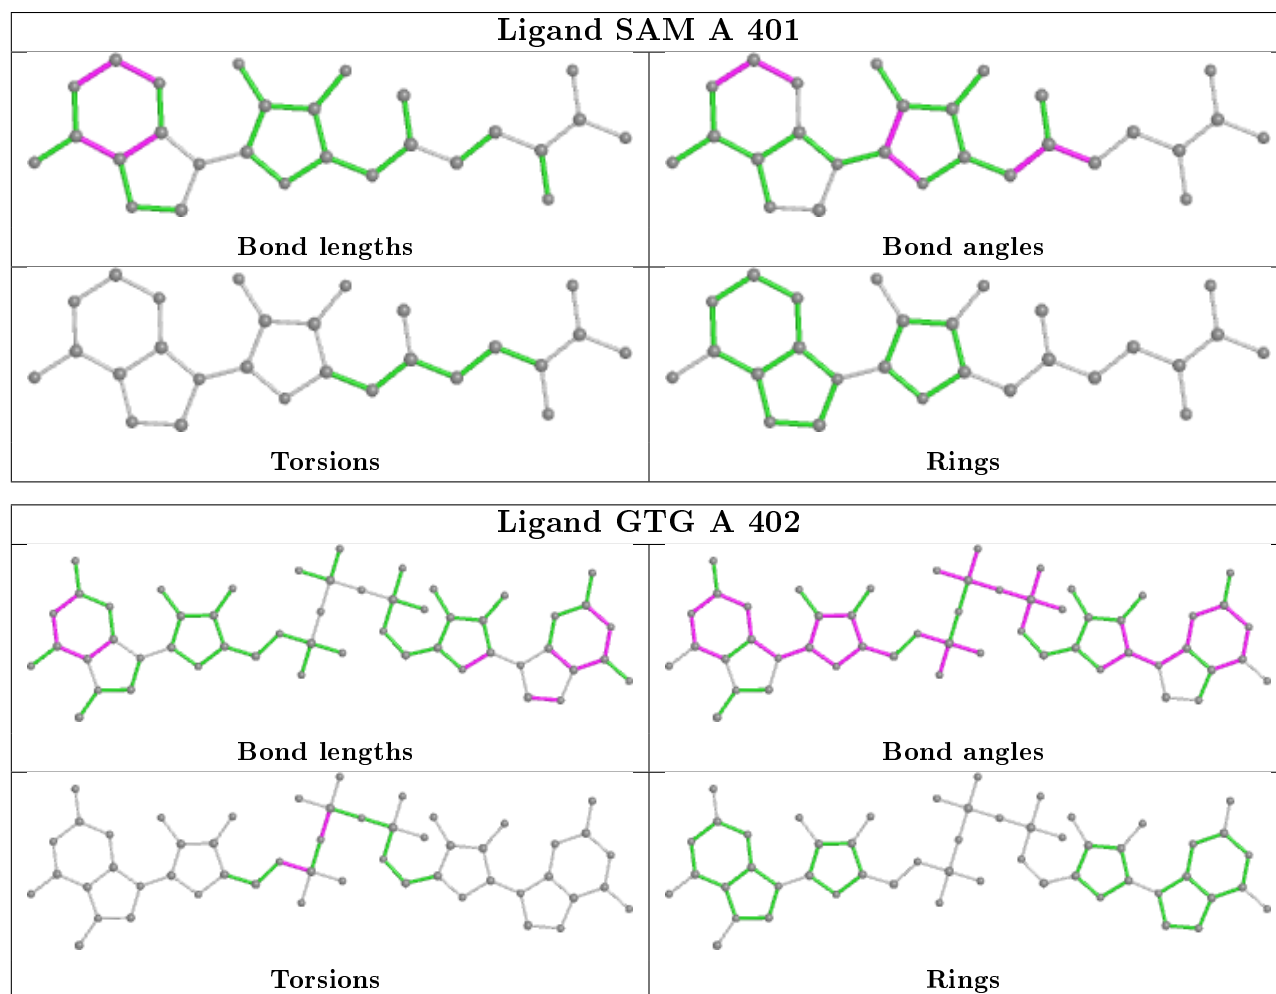 Ligand SAM A 401
Bond lengths
Bond angles
Torsions
Rings
Ligand GTG A 402
Bond lengths
Bond angles
Torsions
Rings